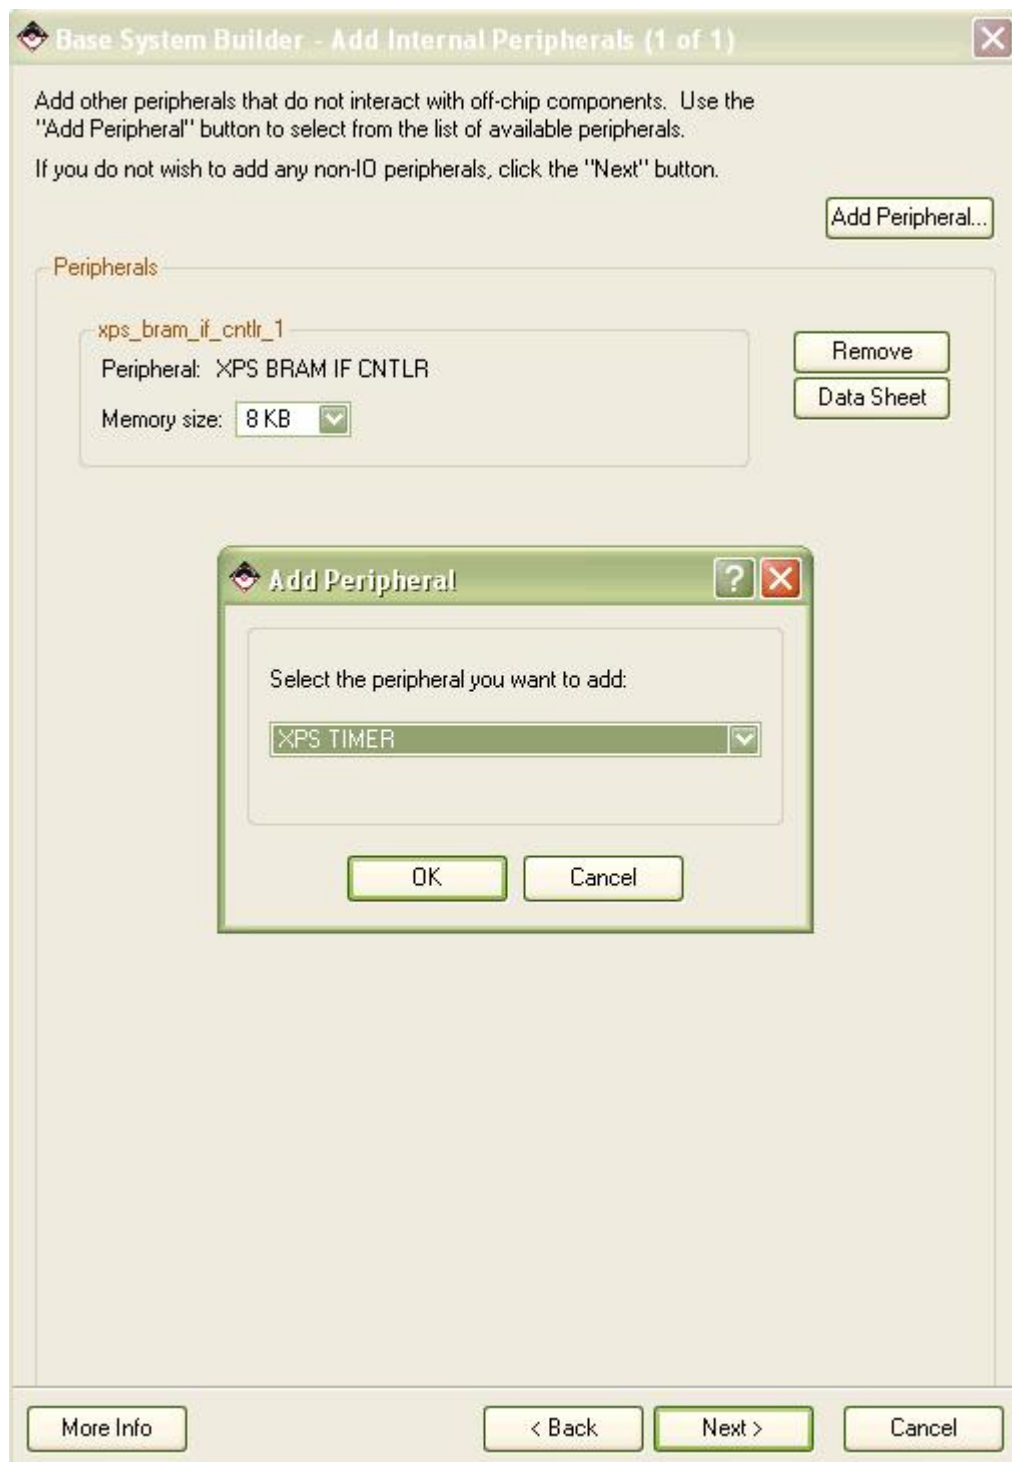 Base System Builder - Add Internal Peripherals (1 of 1)
Add other peripherals that do not interact with off-chip components. Use the
"Add Peripheral" button to select from the list of available peripherals.
If you do not wish to add any non-IO peripherals, click the "Next" button.
Add Peripheral...
Peripherals
xps_bram_if_cntlr_1
Peripheral: XPS BRAM IF CNTLR
Remove
Memory size: 8 KB
Data Sheet
Add Peripheral
?
Select the peripheral you want to add:
XPS TIMER
OK
Cancel
More Info
< Back
Next >
Cancel